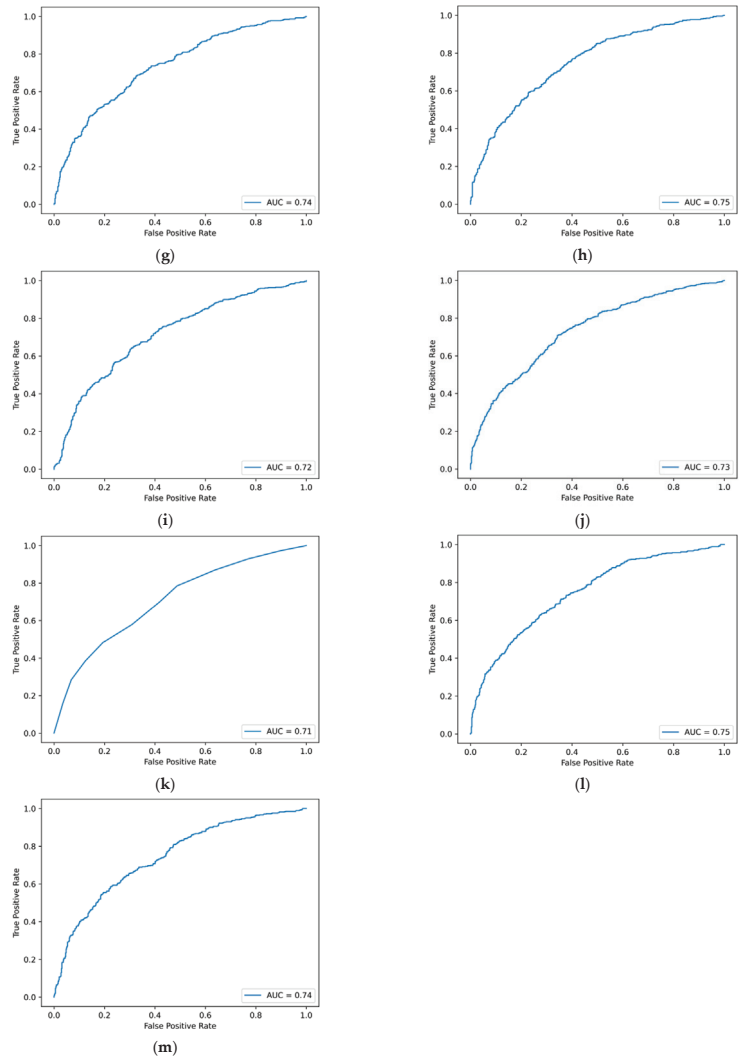 1.0
0.8
0.6
0.4
0.2
0.0
True Positive Rate
0.0 0.2 0.4 0.6 0.8 1.0
False Positive Rate
AUC = 0.74
(g)
1.0
0.8
0.6
0.4
0.2
0.0
True Positive Rate
0.0 0.2 0.4 0.6 0.8 1.0
False Positive Rate
AUC = 0.75
(h)
1.0
0.8
0.6
0.4
0.2
0.0
True Positive Rate
0.0 0.2 0.4 0.6 0.8 1.0
False Positive Rate
AUC = 0.72
(i)
1.0
0.8
0.6
0.4
0.2
0.0
True Positive Rate
0.0 0.2 0.4 0.6 0.8 1.0
False Positive Rate
AUC = 0.73
(j)
1.0
0.8
0.6
0.4
0.2
0.0
True Positive Rate
0.0 0.2 0.4 0.6 0.8 1.0
False Positive Rate
AUC = 0.71
(k)
1.0
0.8
0.6
0.4
0.2
0.0
True Positive Rate
0.0 0.2 0.4 0.6 0.8 1.0
False Positive Rate
AUC = 0.75
(l)
1.0
0.8
0.6
0.4
0.2
0.0
True Positive Rate
0.0 0.2 0.4 0.6 0.8 1.0
False Positive Rate
AUC = 0.74
(m)